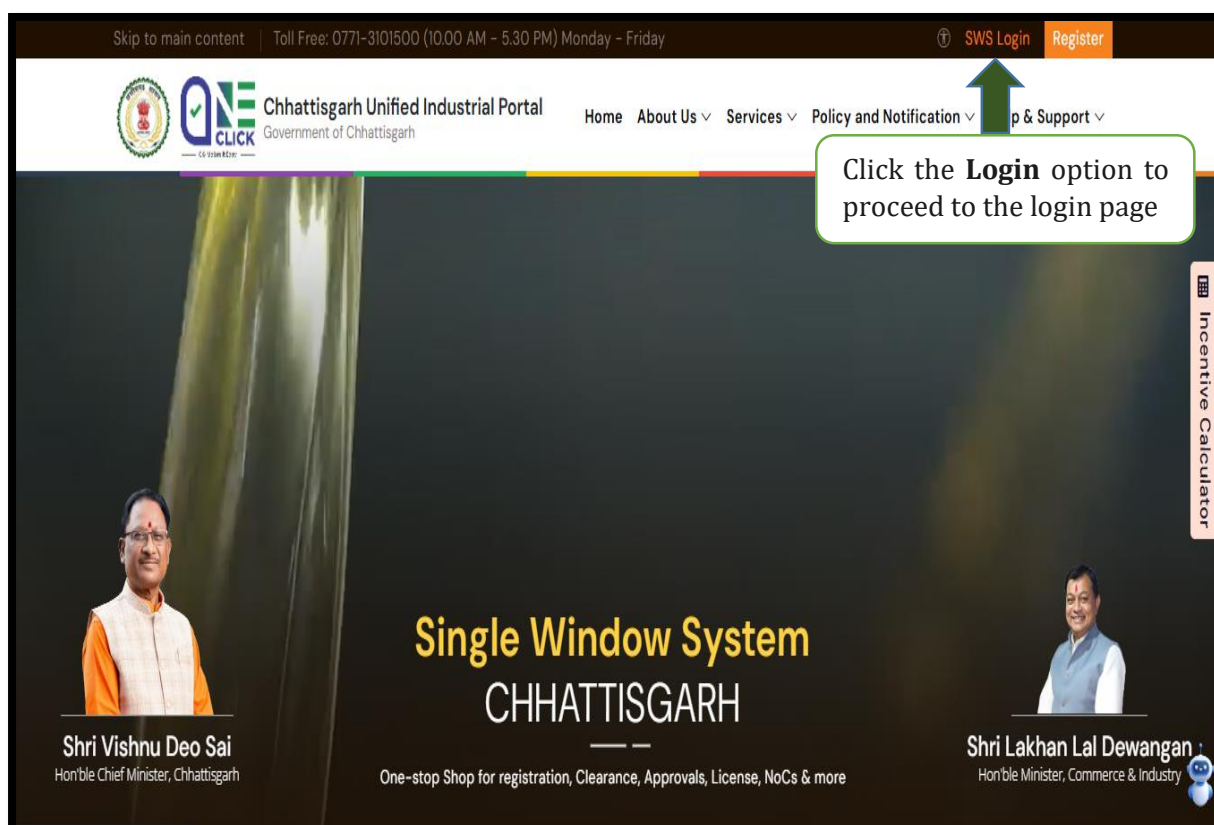 Skip to main content | Toll Free: 0771-3101500 (10.00 AM - 5.30 PM) Monday - Friday SWS Login Register
ONE
CLICK
Chhattisgarh Unified Industrial Portal
Government of Chhattisgarh
Home About Us Services Policy and Notification p & Support
Click the Login option to
proceed to the login page
Incentive Calculator
Single Window System
CHHATTISGARH
Shri Vishnu Deo Sai
Hon'ble Chief Minister, Chhattisgarh
One-stop Shop for registration, Clearance, Approvals, License, NoCs & more
Shri Lakhan Lal Dewangan
Hon'ble Minister, Commerce & Industry